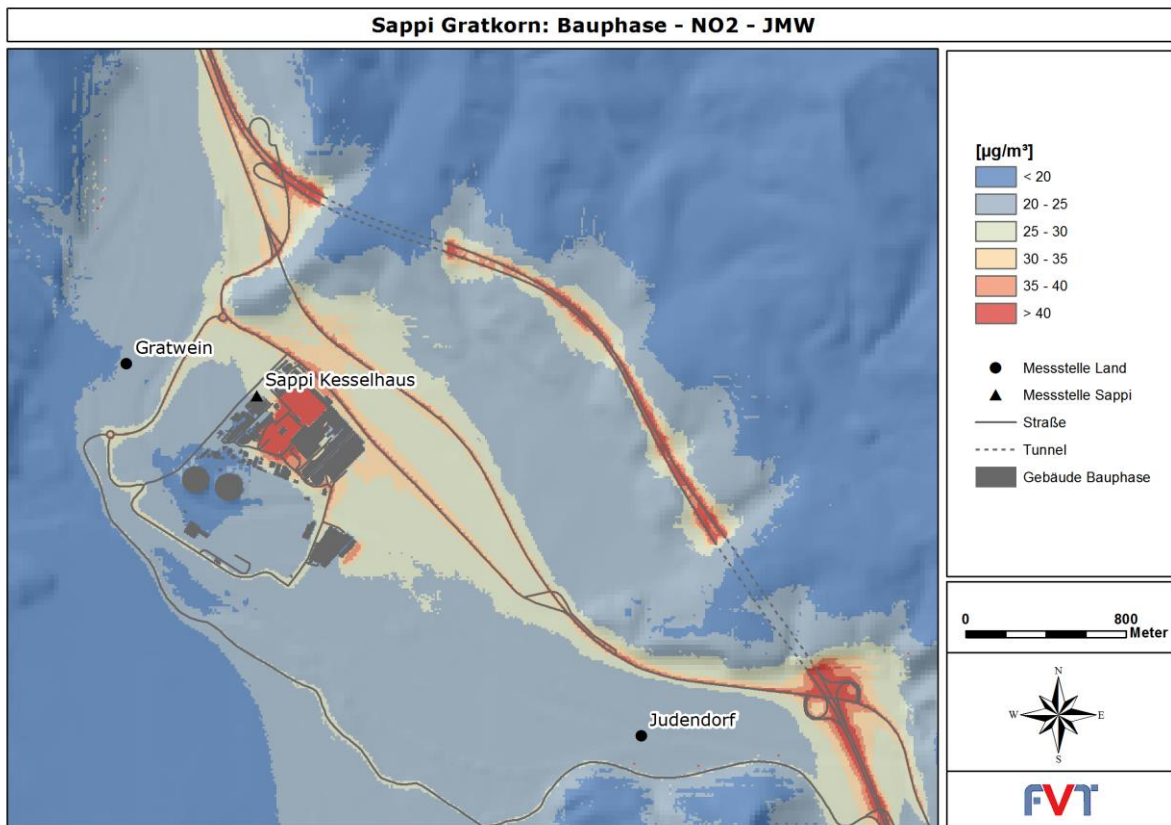 Sappi Gratkorn: Bauphase - NO2 - JMW
Gratwein
Sappi Kesselhaus
Judendorf
[µg/m³]
< 20
20 - 25
25 - 30
30 - 35
35 - 40
> 40
Messstelle Land
Messstelle Sappi
Straße
Tunnel
Gebäude Bauphase
0 800
Meter
N
W E
S
FVT